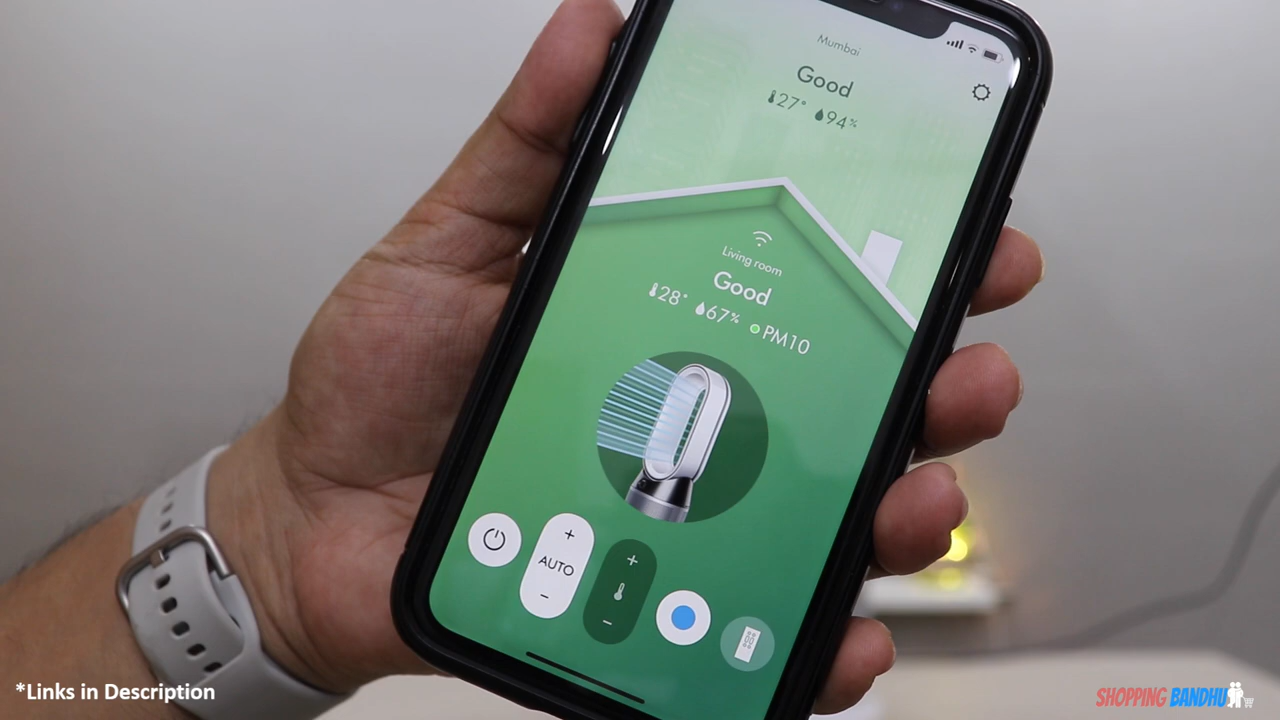 Mumbai
Good
27° 94%
Living room
Good
28° 67% PM10
+ +
AUTO
- -
*Links in Description
SHOPPING BANDHU